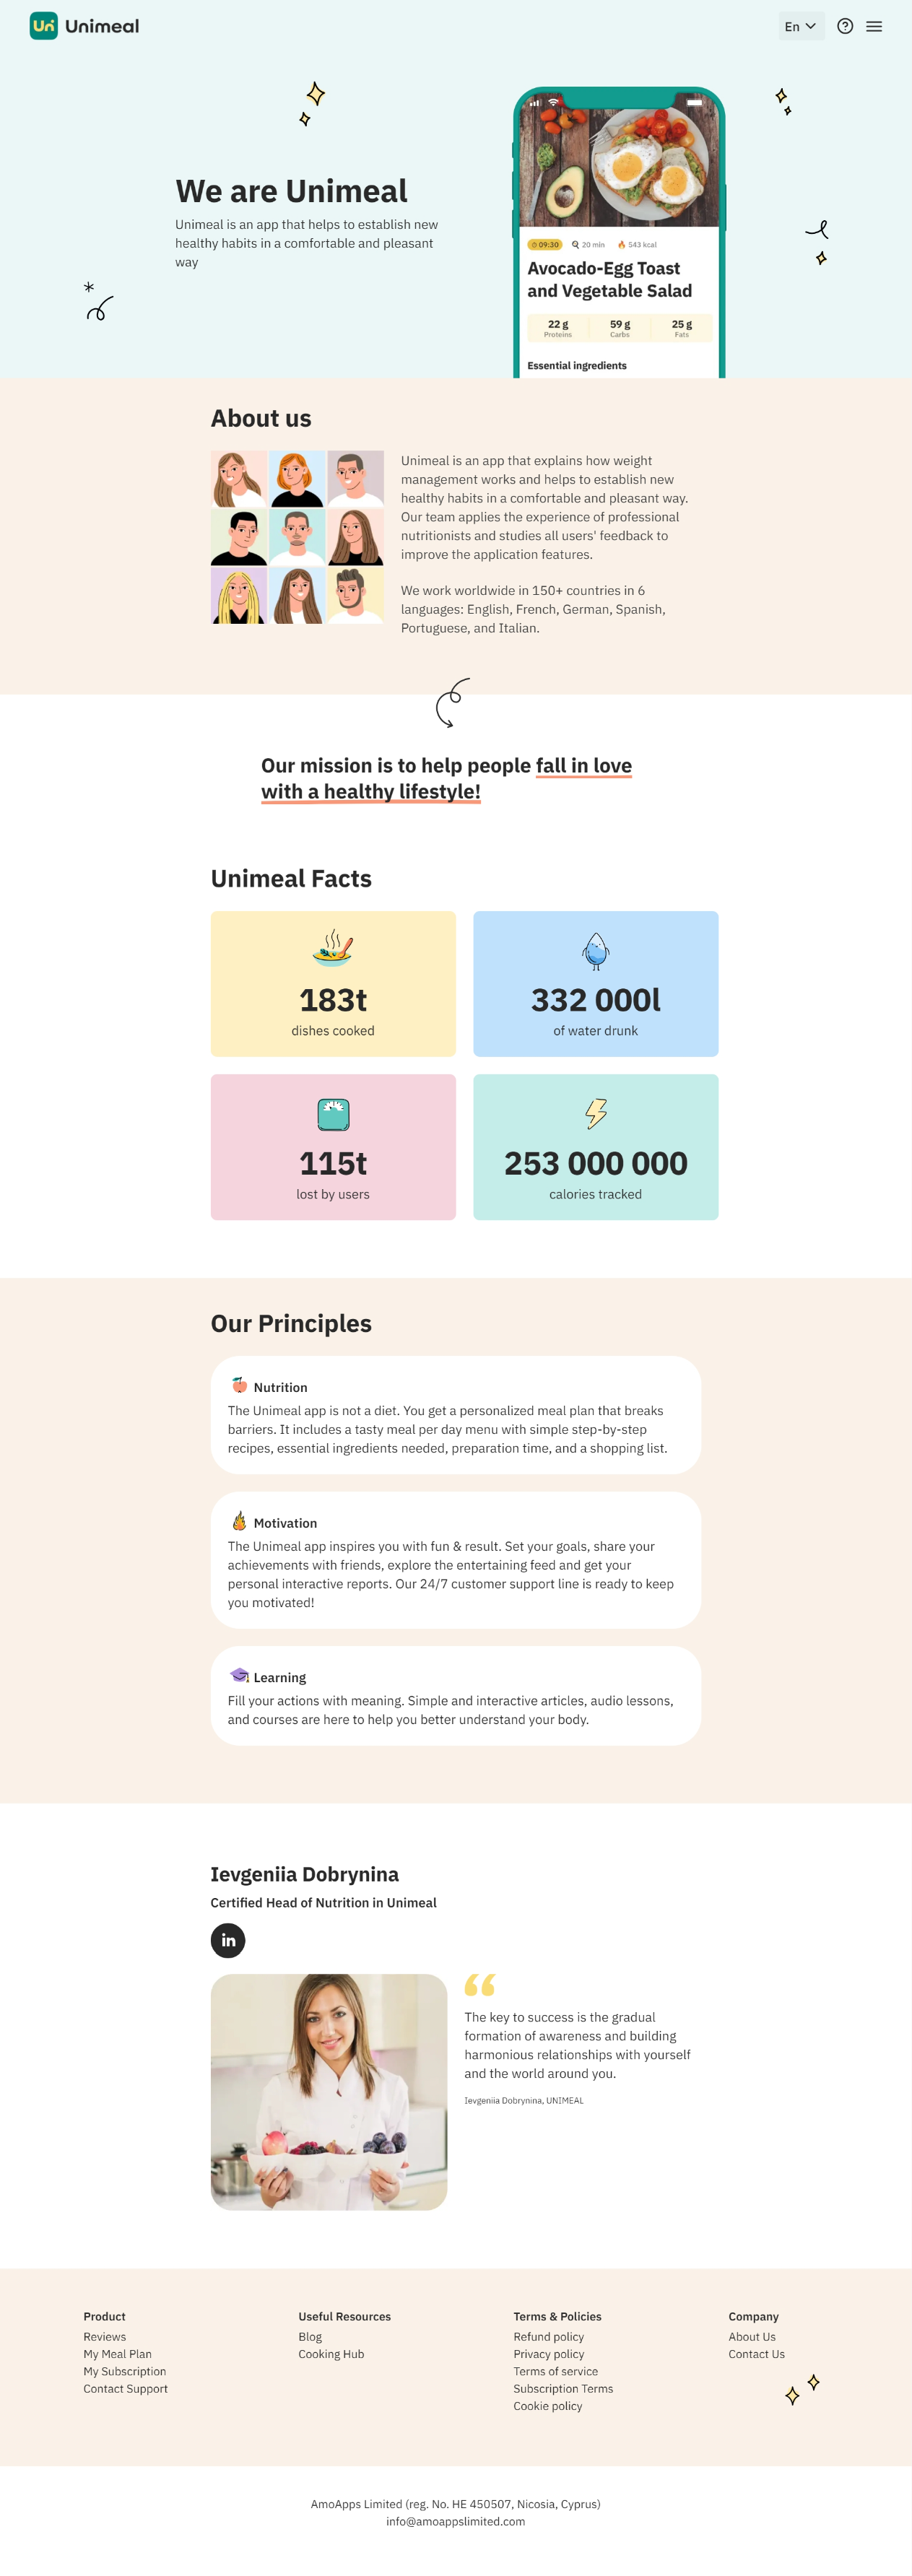 Un Unimeal
En
We are Unimeal
Unimeal is an app that helps to establish new
healthy habits in a comfortable and pleasant
way
09:30 20 min 543 kcal
Avocado-Egg Toast
and Vegetable Salad
22 g 59 g 25 g
Proteins Carbs Fats
Essential ingredients
About us
Unimeal is an app that explains how weight
management works and helps to establish new
healthy habits in a comfortable and pleasant way.
Our team applies the experience of professional
nutritionists and studies all users' feedback to
improve the application features.
We work worldwide in 150+ countries in 6
languages: English, French, German, Spanish,
Portuguese, and Italian.
Our mission is to help people fall in love
with a healthy lifestyle!
Unimeal Facts
183t
dishes cooked
332 000l
of water drunk
115t
lost by users
253 000 000
calories tracked
Our Principles
Nutrition
The Unimeal app is not a diet. You get a personalized meal plan that breaks
barriers. It includes a tasty meal per day menu with simple step-by-step
recipes, essential ingredients needed, preparation time, and a shopping list.
Motivation
The Unimeal app inspires you with fun & result. Set your goals, share your
achievements with friends, explore the entertaining feed and get your
personal interactive reports. Our 24/7 customer support line is ready to keep
you motivated!
Learning
Fill your actions with meaning. Simple and interactive articles, audio lessons,
and courses are here to help you better understand your body.
Ievgeniia Dobrynina
Certified Head of Nutrition in Unimeal
in
“
The key to success is the gradual
formation of awareness and building
harmonious relationships with yourself
and the world around you.
Ievgeniia Dobrynina, UNIMEAL
Product
Reviews
My Meal Plan
My Subscription
Contact Support
Useful Resources
Blog
Cooking Hub
Terms & Policies
Refund policy
Privacy policy
Terms of service
Subscription Terms
Cookie policy
Company
About Us
Contact Us
AmoApps Limited (reg. No. HE 450507, Nicosia, Cyprus)
info@amoappslimited.com